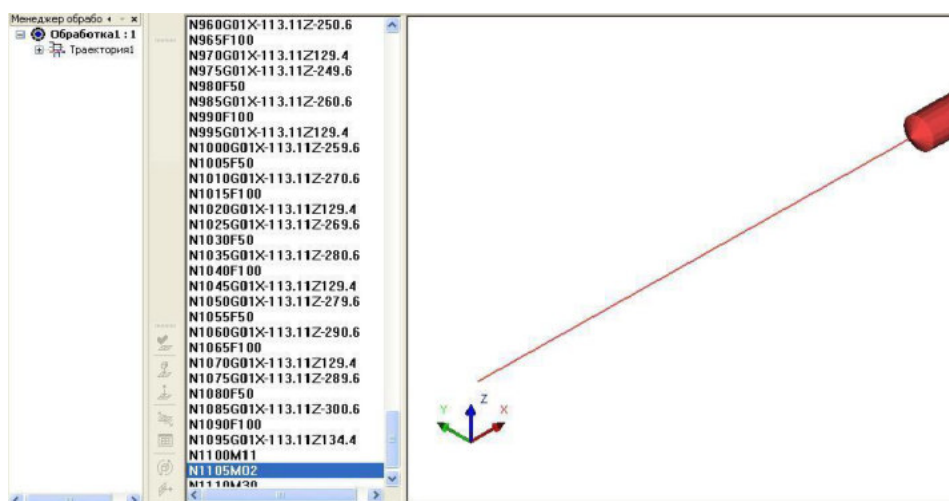 Менеджер обрабо
Обработка1 : 1
Траектория1
N960G01X-113.11Z-250.6
N965F100
N970G01X-113.11Z129.4
N975G01X-113.11Z-249.6
N980F50
N985G01X-113.11Z-260.6
N990F100
N995G01X-113.11Z129.4
N1000G01X-113.11Z-259.6
N1005F50
N1010G01X-113.11Z-270.6
N1015F100
N1020G01X-113.11Z129.4
N1025G01X-113.11Z-269.6
N1030F50
N1035G01X-113.11Z-280.6
N1040F100
N1045G01X-113.11Z129.4
N1050G01X-113.11Z-279.6
N1055F50
N1060G01X-113.11Z-290.6
N1065F100
N1070G01X-113.11Z129.4
N1075G01X-113.11Z-289.6
N1080F50
N1085G01X-113.11Z-300.6
N1090F100
N1095G01X-113.11Z134.4
N1100M11
N1105M02
N1110M30
Y Z X